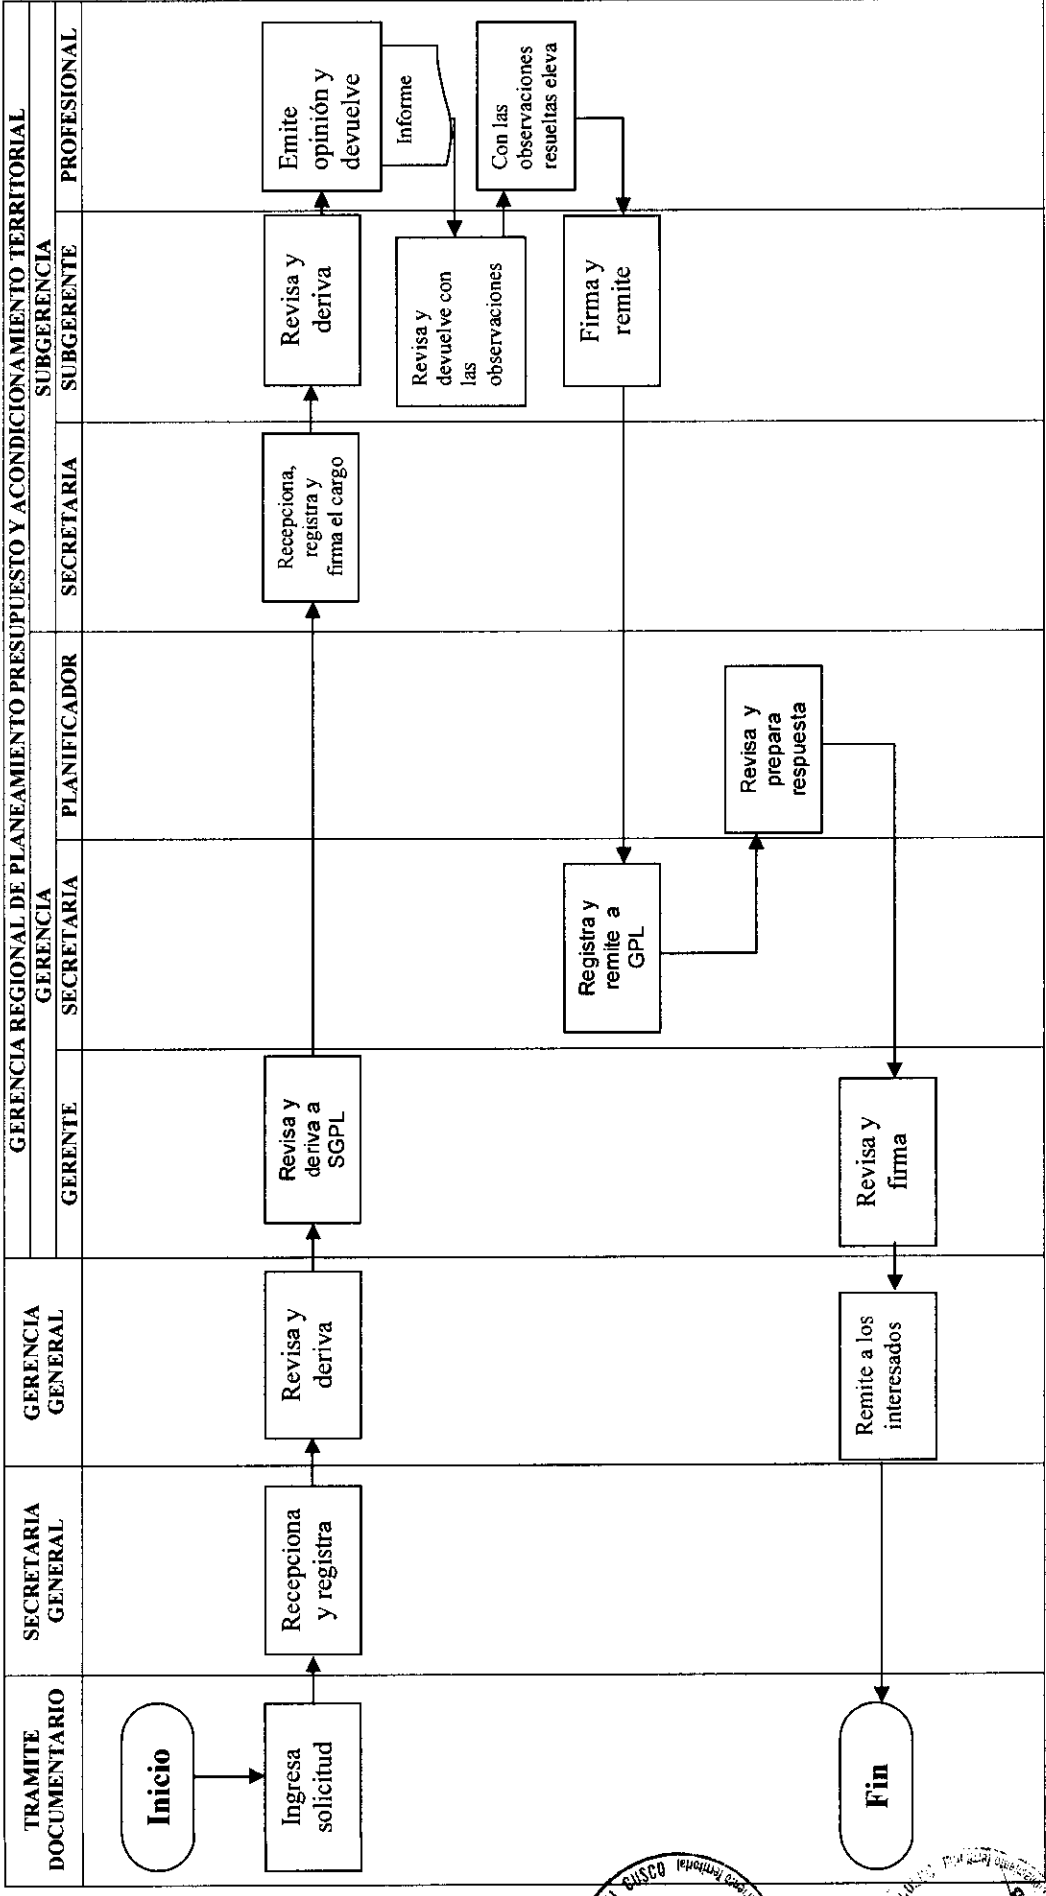 GERENCIA REGIONAL DE PLANEAMIENTO PRESUPUESTO Y ACONDICIONAMIENTO TERRITORIAL
GERENCIA
SUBGERENCIA
TRAMITE
DOCUMENTARIO
SECRETARIA
GENERAL
GERENCIA
GENERAL
GERENTE
SECRETARIA
PLANIFICADOR
SECRETARIA
SUBGERENTE
PROFESIONAL
Inicio
Ingresa
solicitud
Recepciona
y registra
Revisa y
deriva
Revisa y
deriva a
SGPL
Recepciona,
registra y
firma el cargo
Revisa y
deriva
Emite
opinión y
devuelve
Informe
Revisa y
devuelve con
las
observaciones
Con las
observaciones
resueltas eleva
Firma y
remite
Registra y
remite a
GPL
Revisa y
prepara
respuesta
Revisa y
firma
Remite a los
interesados
Fin
CUSCO
Territorial